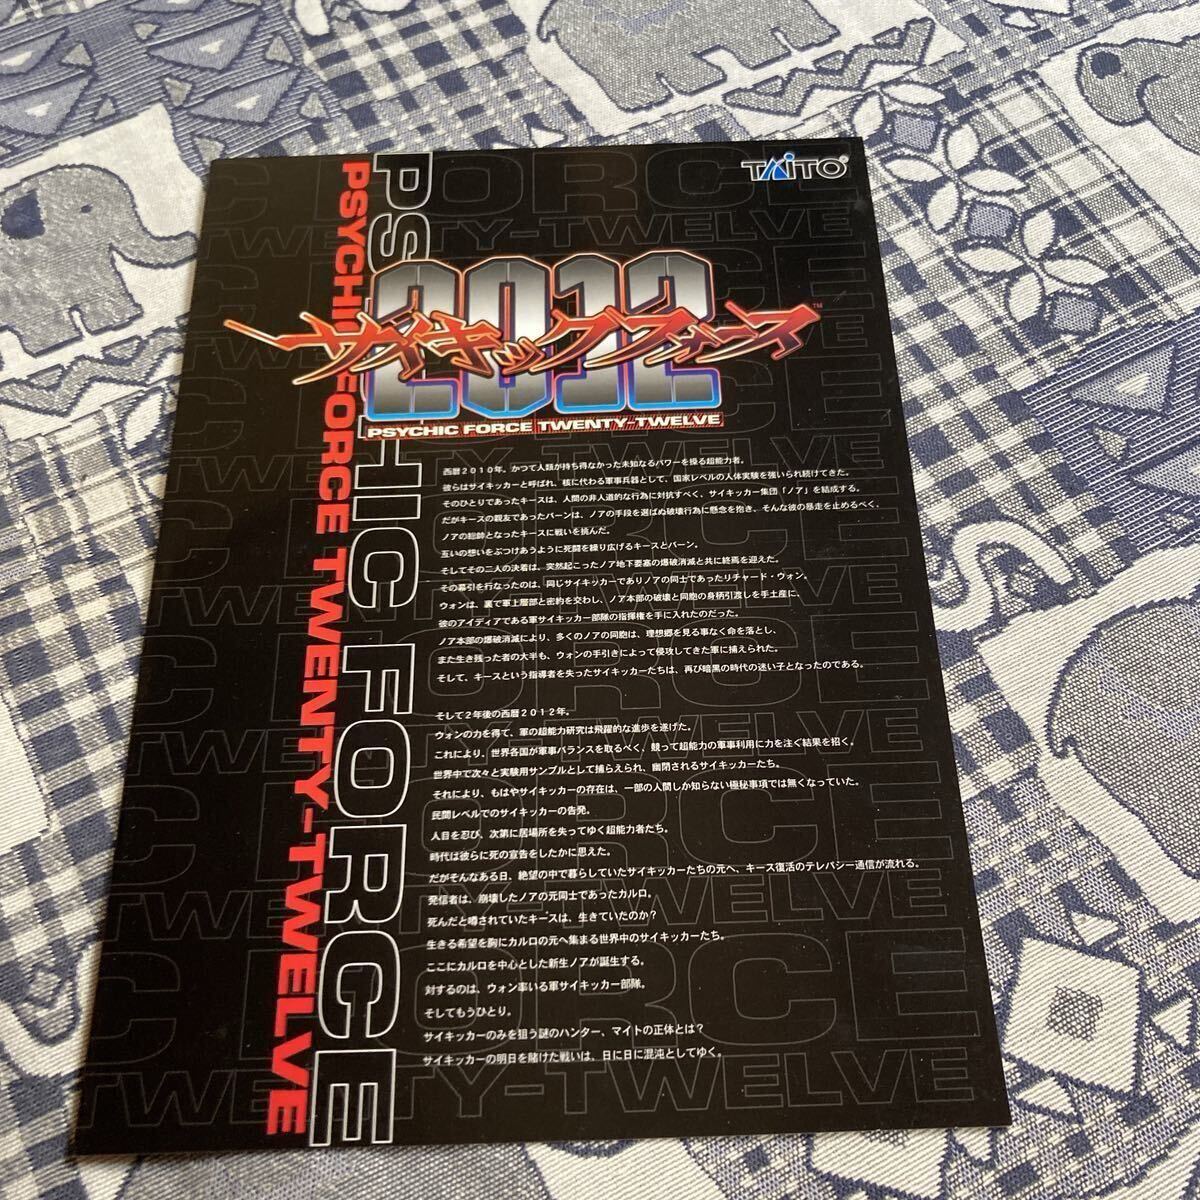 TAITO
2012
サイキックフォース™
PSYCHIC FORCE TWENTY-TWELVE
PSYCHIC FORCE TWENTY-TWELVE
PSYCHIC FORCE
西暦2010年。かつて人類が持ち得なかった未知なるパワーを操る超能力者。
彼らはサイキッカーと呼ばれ、核に代わる軍事兵器として、国家レベルの人体実験を強いられ続けてきた。
そのひとりであったキースは、人間の非人道的な行為に対抗すべく、サイキッカー集団「ノア」を結成する。
だがキースの親友であったバーンは、ノアの手段を選ばぬ破壊行為に懸念を抱き、そんな彼の暴走を止めるべく、
ノアの総帥となったキースに戦いを挑んだ。
互いの想いをぶつけあうように死闘を繰り広げるキースとバーン。
そしてその二人の決着は、突然起こったノア地下要塞の爆破消滅と共に終焉を迎えた。
その幕引を行なったのは、同じサイキッカーでありノアの同士であったリチャード・ウォン。
ウォンは、裏で軍上層部と密約を交わし、ノア本部の破壊と同胞の身柄引渡しを手土産に、
彼のアイディアである軍サイキッカー部隊の指揮権を手に入れたのだった。
ノア本部の爆破消滅により、多くのノアの同胞は、理想郷を見る事なく命を落とし、
また生き残った者の大半も、ウォンの手引きによって侵攻してきた軍に捕えられた。
そして、キースという指導者を失ったサイキッカーたちは、再び暗黒の時代の迷い子となったのである。
そして2年後の西暦2012年。
ウォンの力を得て、軍の超能力研究は飛躍的な進歩を遂げた。
これにより、世界各国が軍事バランスを取るべく、競って超能力の軍事利用に力を注ぐ結果を招く。
世界中で次々と実験用サンプルとして捕らえられ、幽閉されるサイキッカーたち。
それにより、もはやサイキッカーの存在は、一部の人間しか知らない極秘事項では無くなっていた。
民間レベルでのサイキッカーの告発。
人目を忍び、次第に居場所を失ってゆく超能力者たち。
時代は彼らに死の宣告をしたかに思えた。
だがそんなある日、絶望の中で暮らしていたサイキッカーたちの元へ、キース復活のテレパシー通信が流れる。
発信者は、崩壊したノアの元同士であったカルロ。
死んだと噂されていたキースは、生きていたのか?
生きる希望を胸にカルロの元へ集まる世界中のサイキッカーたち。
ここにカルロを中心とした新生ノアが誕生する。
対するのは、ウォン率いる軍サイキッカー部隊。
そしてもうひとり。
サイキッカーのみを狙う謎のハンター、マイトの正体とは?
サイキッカーの明日を賭けた戦いは、日に日に混沌としてゆく。